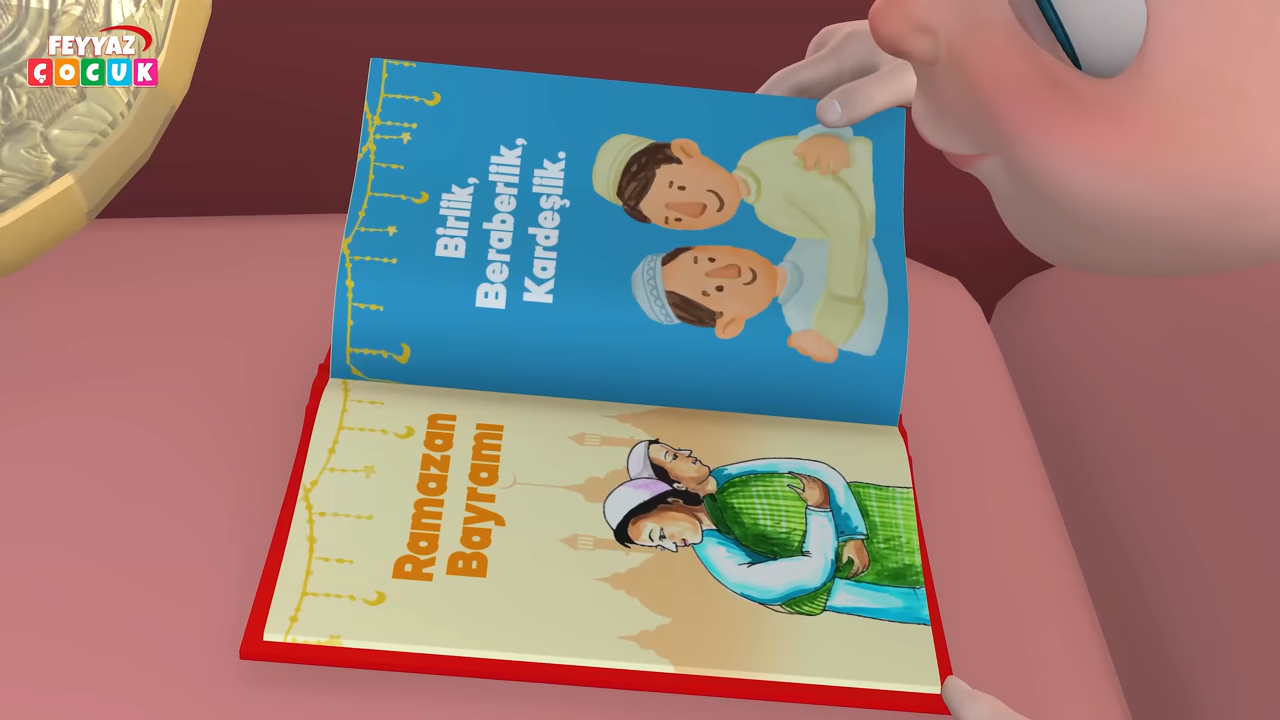 FEYYAZ
ÇOCUK
Birlik,
Beraberlik,
Kardeşlik.
Ramazan
Bayramı